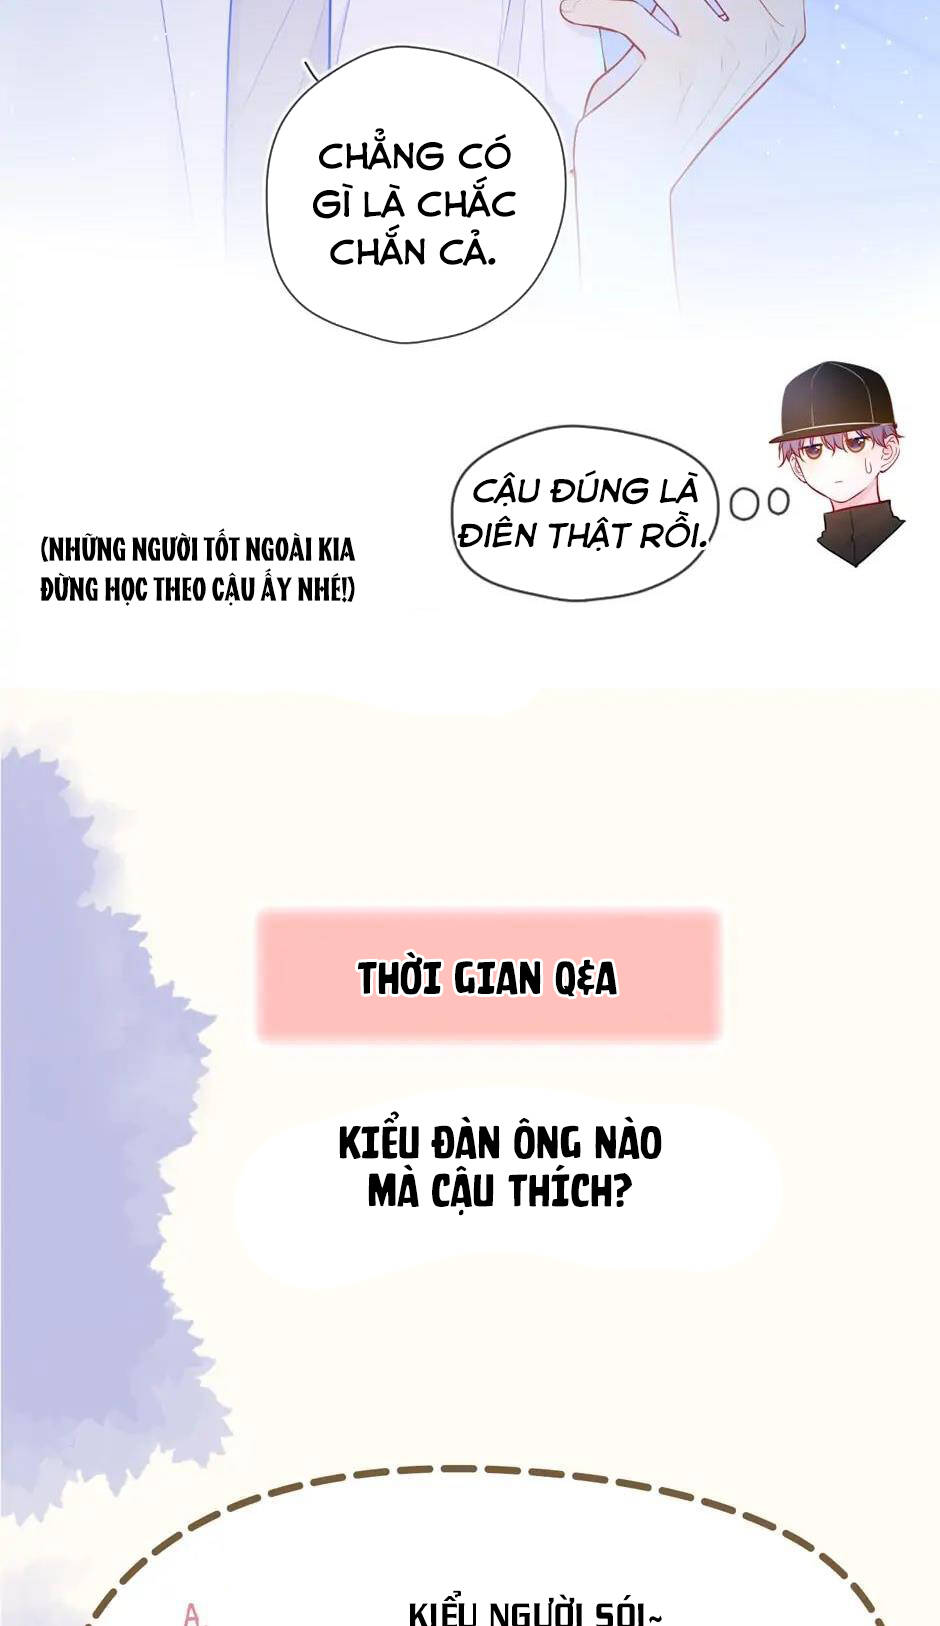 CHẲNG CÓ
GÌ LÀ CHẮC
CHẮN CẢ.
CẬU ĐÚNG LÀ
ĐIÊN THẬT RỒI.
(NHỮNG NGƯỜI TỐT NGOÀI KIA
ĐỪNG HỌC THEO CẬU ẤY NHÉ!)
THỜI GIAN Q&A
KIỂU ĐÀN ÔNG NÀO
MÀ CẬU THÍCH?
A.
KIỂU NGƯỜI SÓI~